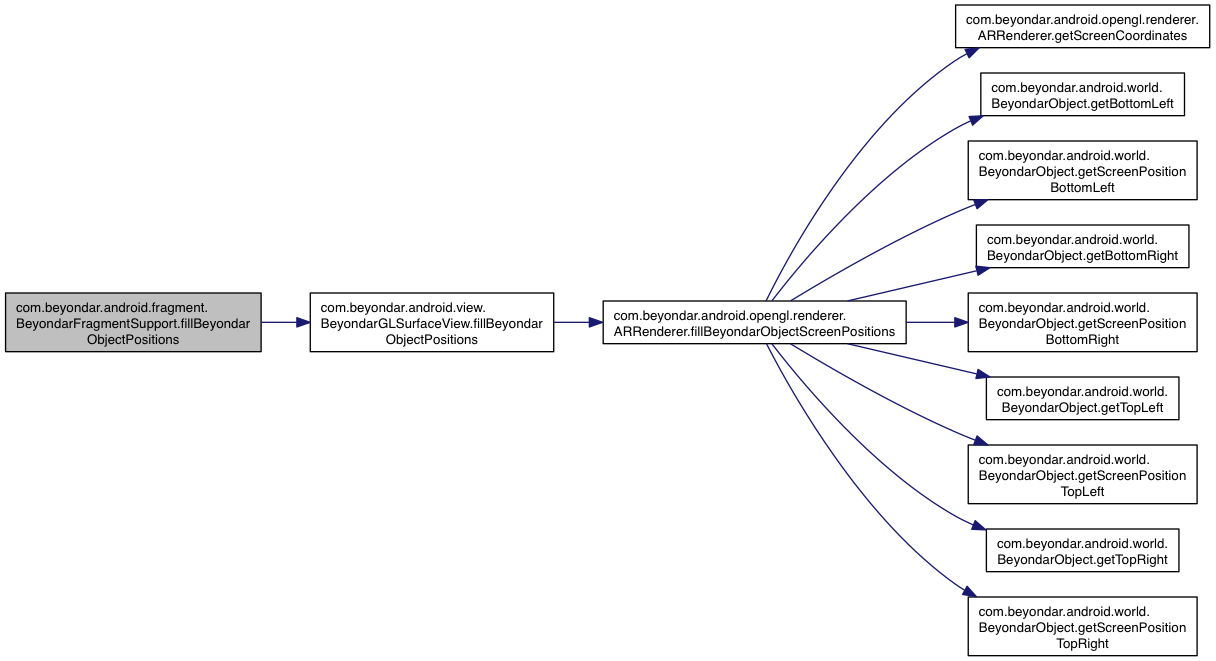 com.beyondar.android.fragment.
BeyondarFragmentSupport.fillBeyondar
ObjectPositions
com.beyondar.android.view.
BeyondarGLSurfaceView.fillBeyondar
ObjectPositions
com.beyondar.android.opengl.renderer.
ARRenderer.fillBeyondarObjectScreenPositions
com.beyondar.android.opengl.renderer.
ARRenderer.getScreenCoordinates
com.beyondar.android.world.
BeyondarObject.getBottomLeft
com.beyondar.android.world.
BeyondarObject.getScreenPosition
BottomLeft
com.beyondar.android.world.
BeyondarObject.getBottomRight
com.beyondar.android.world.
BeyondarObject.getScreenPosition
BottomRight
com.beyondar.android.world.
BeyondarObject.getTopLeft
com.beyondar.android.world.
BeyondarObject.getScreenPosition
TopLeft
com.beyondar.android.world.
BeyondarObject.getTopRight
com.beyondar.android.world.
BeyondarObject.getScreenPosition
TopRight